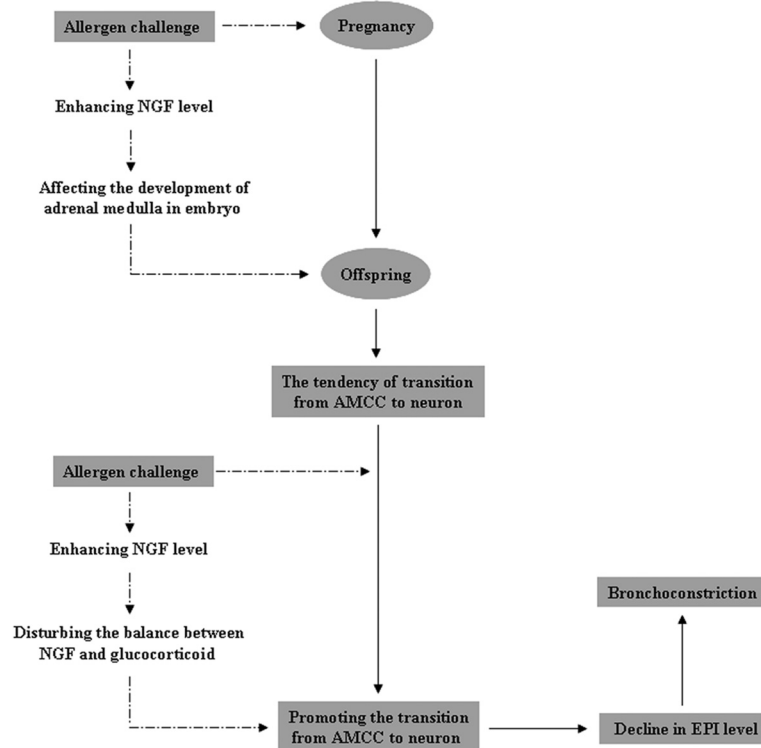 Allergen challenge
Pregnancy
Enhancing NGF level
Affecting the development of
adrenal medulla in embryo
Offspring
The tendency of transition
from AMCC to neuron
Allergen challenge
Enhancing NGF level
Bronchoconstriction
Disturbing the balance between
NGF and glucocorticoid
Promoting the transition
from AMCC to neuron
Decline in EPI level